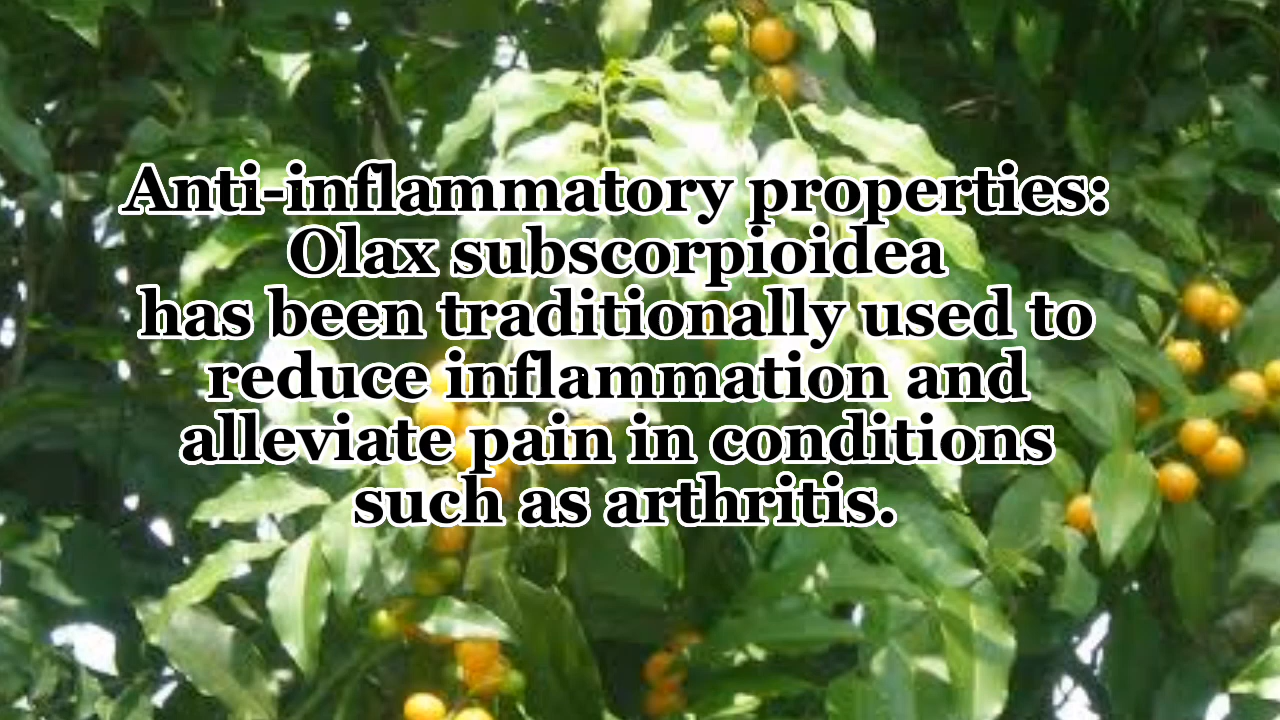 Anti-inflammatory properties:
Olax subscorpioidea
has been traditionally used to
reduce inflammation and
alleviate pain in conditions
such as arthritis.